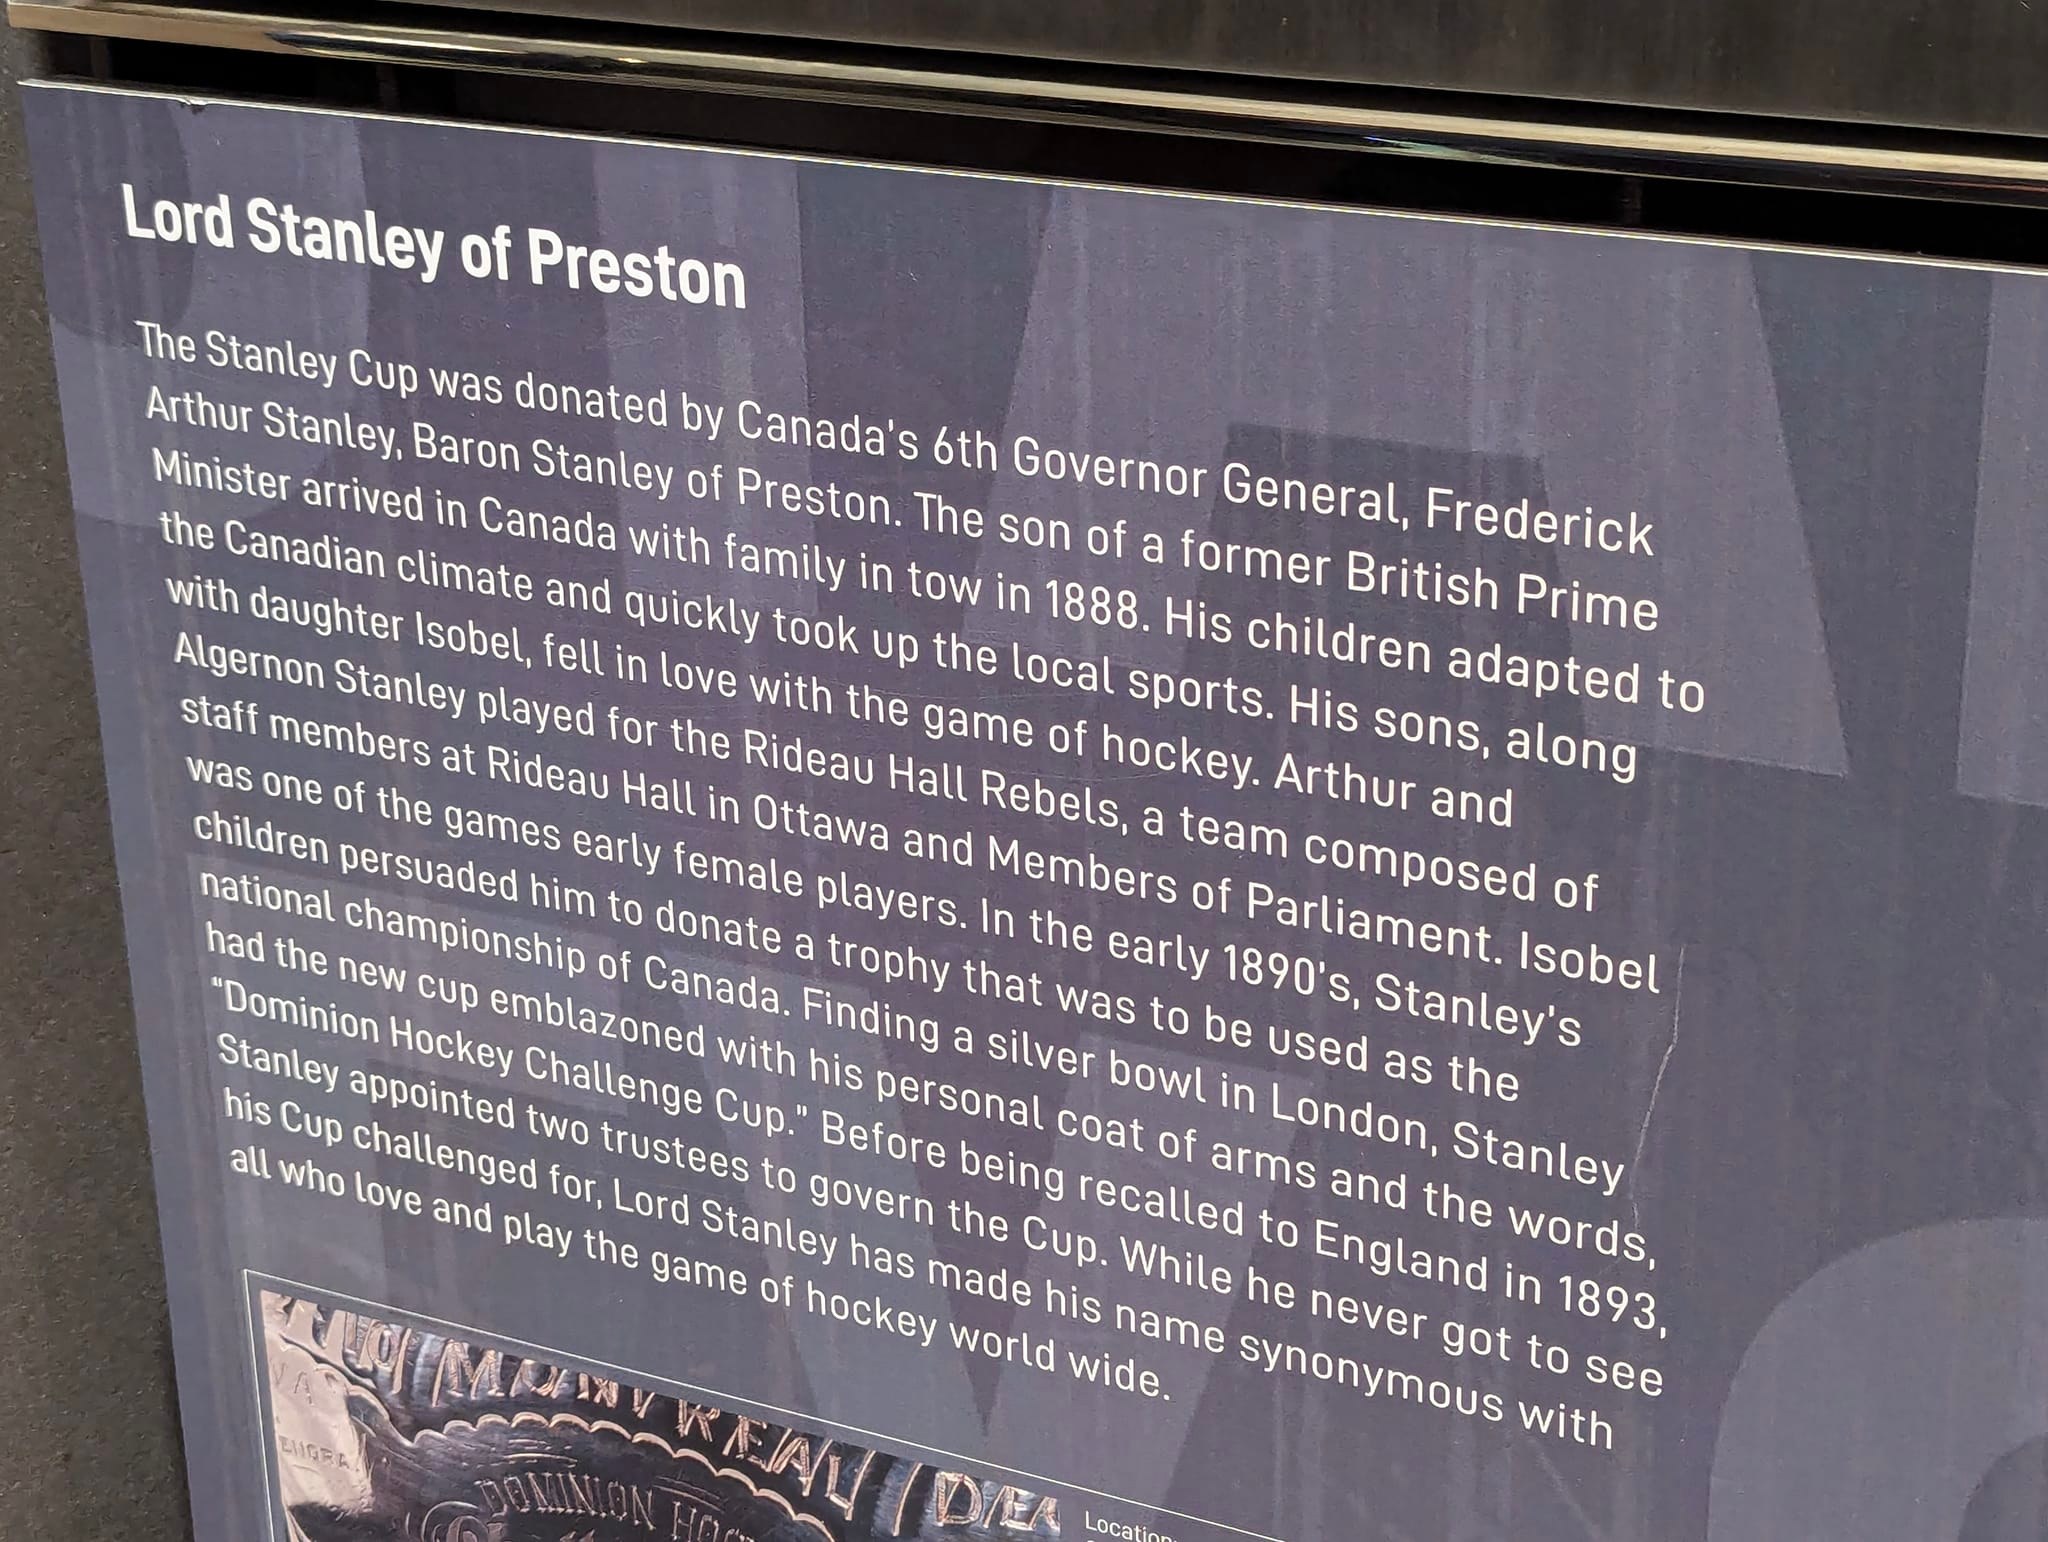 Lord Stanley of Preston
The Stanley Cup was donated by Canada's 6th Governor General, Frederick
Arthur Stanley, Baron Stanley of Preston. The son of a former British Prime
Minister arrived in Canada with family in tow in 1888. His children adapted to
the Canadian climate and quickly took up the local sports. His sons, along
with daughter Isobel, fell in love with the game of hockey. Arthur and
Algernon Stanley played for the Rideau Hall Rebels, a team composed of
staff members at Rideau Hall in Ottawa and Members of Parliament. Isobel
was one of the games early female players. In the early 1890's, Stanley's
children persuaded him to donate a trophy that was to be used as the
national championship of Canada. Finding a silver bowl in London, Stanley
had the new cup emblazoned with his personal coat of arms and the words,
"Dominion Hockey Challenge Cup." Before being recalled to England in 1893,
Stanley appointed two trustees to govern the Cup. While he never got to see
his Cup challenged for, Lord Stanley has made his name synonymous with
all who love and play the game of hockey world wide.
MONTREAL
DOMINION
Location